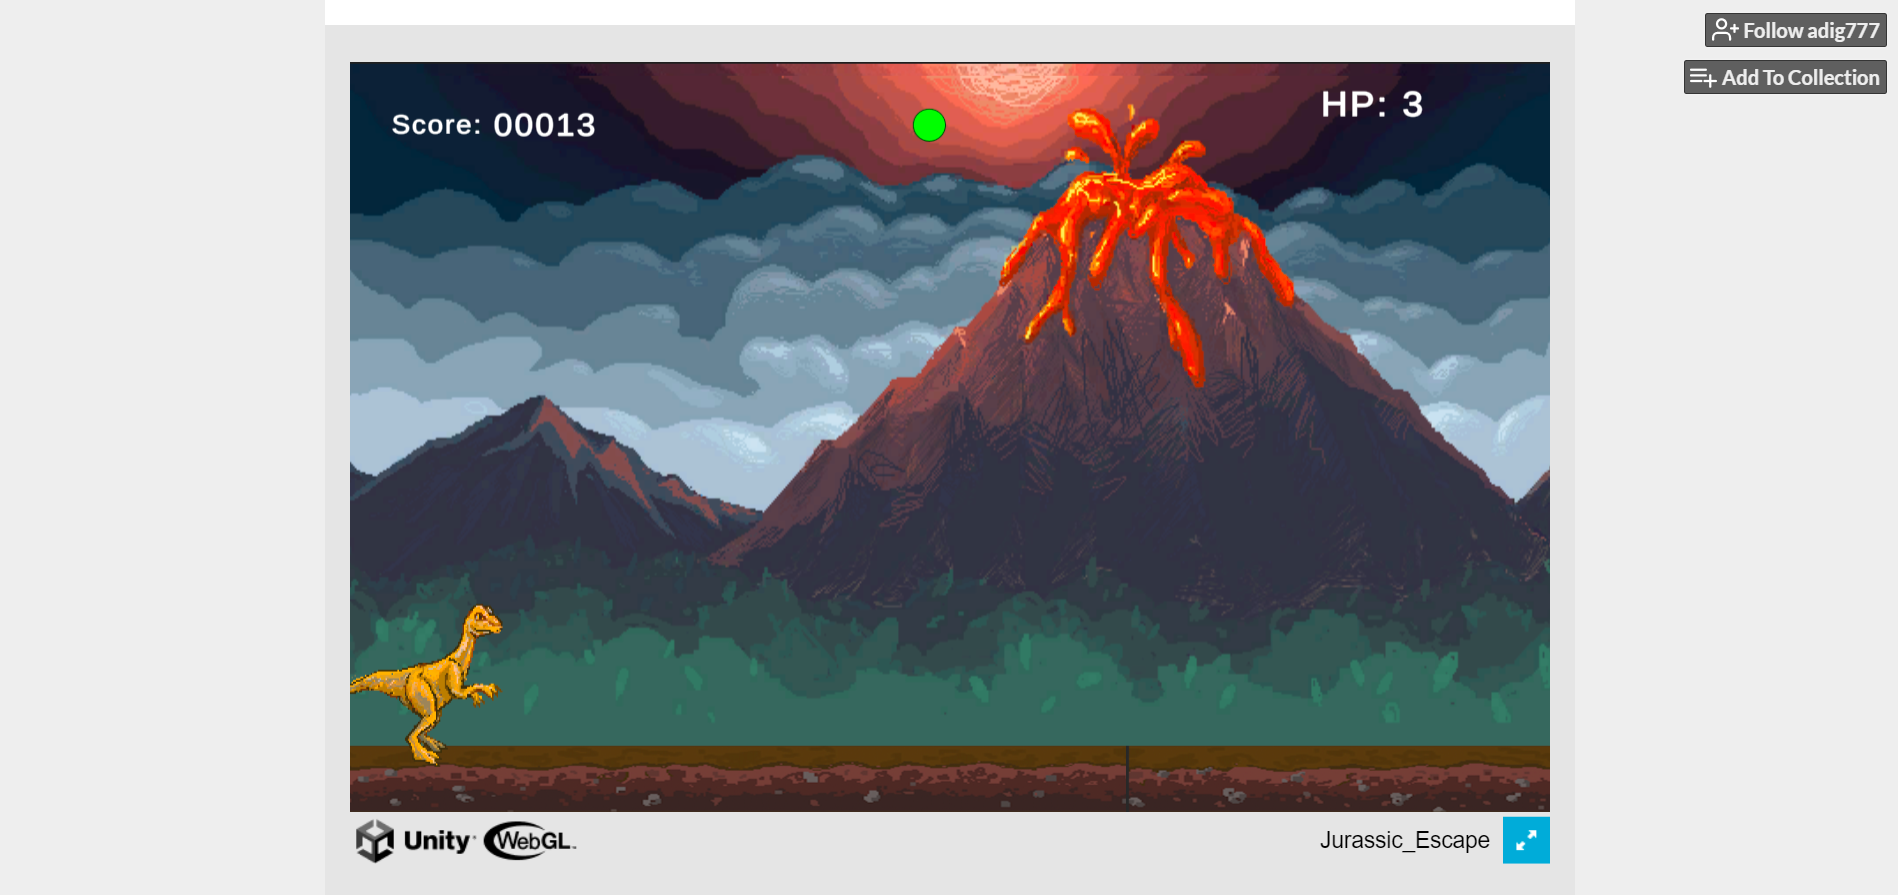 Follow adig777
Add To Collection
Score: 00013
HP: 3
Unity
WebGL
Jurassic_Escape